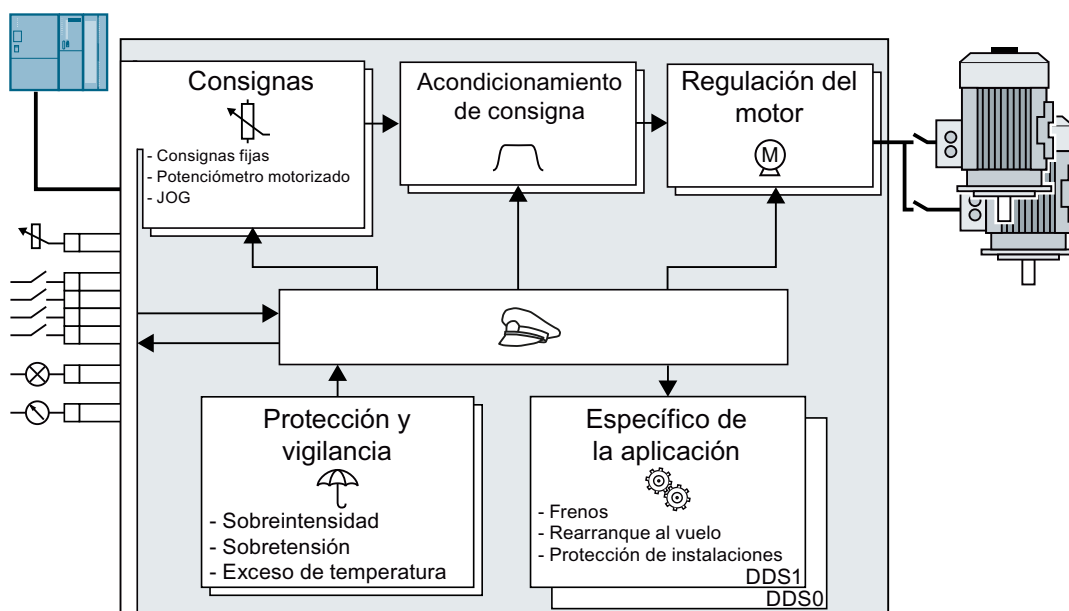 Consignas
- Consignas fijas
- Potenciómetro motorizado
- JOG
Acondicionamiento
de consigna
Regulación del
motor
M
Protección y
vigilancia
- Sobreintensidad
- Sobretensión
- Exceso de temperatura
Específico de
la aplicación
- Frenos
- Rearranque al vuelo
- Protección de instalaciones
DDS1
DDS0